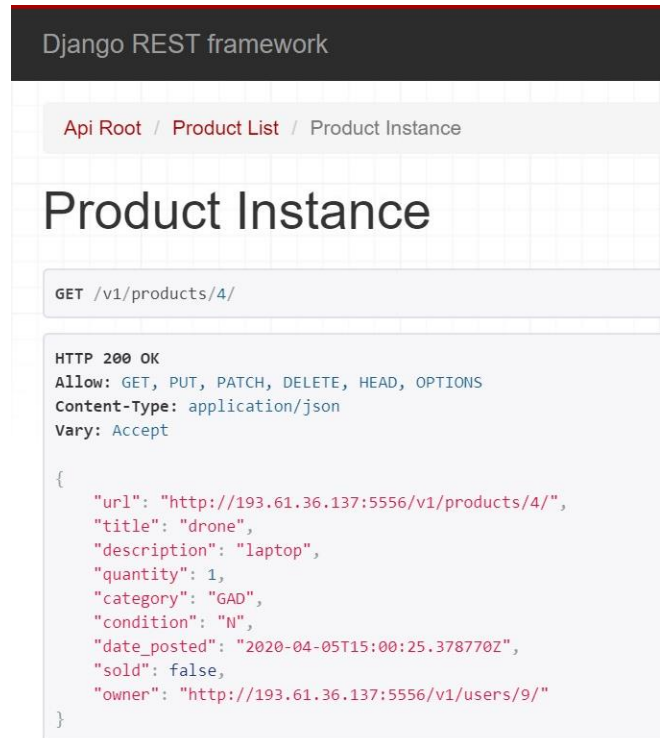 Django REST framework
Api Root / Product List / Product Instance
Product Instance
GET /v1/products/4/
HTTP 200 OK
Allow: GET, PUT, PATCH, DELETE, HEAD, OPTIONS
Content-Type: application/json
Vary: Accept
{
    "url": "http://193.61.36.137:5556/v1/products/4/",
    "title": "drone",
    "description": "laptop",
    "quantity": 1,
    "category": "GAD",
    "condition": "N",
    "date_posted": "2020-04-05T15:00:25.378770Z",
    "sold": false,
    "owner": "http://193.61.36.137:5556/v1/users/9/"
}